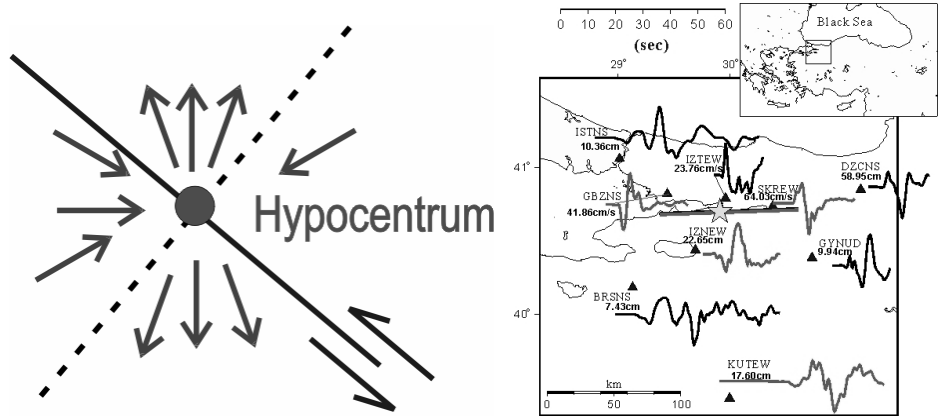 Hypocentrum
0 10 20 30 40 50 60
(sec)
Black Sea
29° 30°
41°
40°
ISTNS
10.36cm
IZTEW
23.76cm/s
DZCNS
58.95cm
SKREW
64.03cm/s
GBZNS
41.86cm/s
IZNEW
22.65cm
GYNUD
9.94cm
BRSNS
7.43cm
KUTEW
17.60cm
km
0 50 100